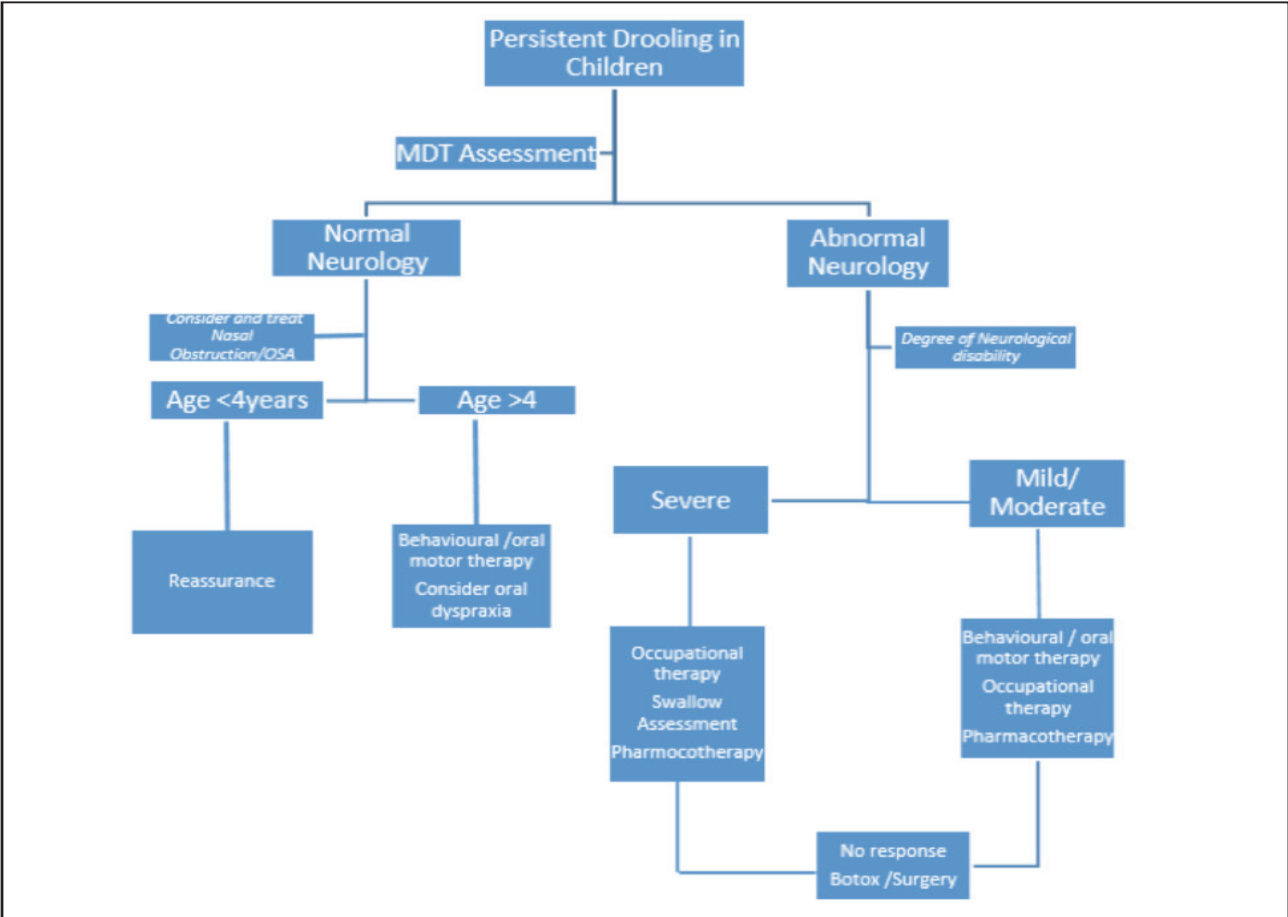 Persistent Drooling in
Children
MDT Assessment
Normal
Neurology
Abnormal
Neurology
Consider and treat
Nasal
Obstruction/OSA
Degree of Neurological
disability
Age <4years
Age >4
Severe
Mild/
Moderate
Reassurance
Behavioural /oral
motor therapy
Consider oral
dyspraxia
Occupational
therapy
Swallow
Assessment
Pharmocotherapy
Behavioural / oral
motor therapy
Occupational
therapy
Pharmacotherapy
No response
Botox /Surgery